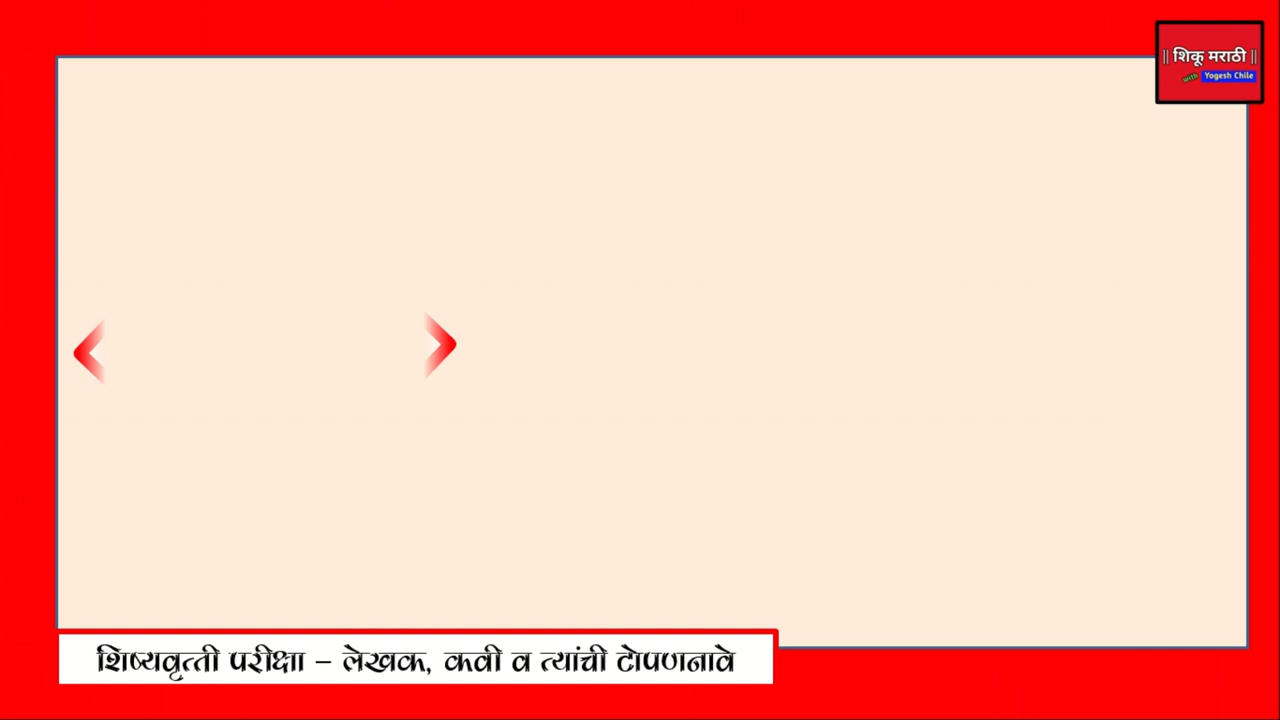 || शिकू मराठी ||
with Yogesh Chile
शिष्यवृत्ती परीक्षा – लेखक, कवी व त्यांची टोपणनावे